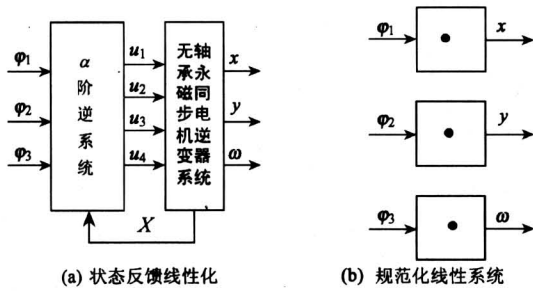 φ₁
φ₂
φ₃
α
阶
逆
系
统
u₁
u₂
u₃
u₄
无轴
承永
磁同
步电
机逆
变器
系统
x
y
ω
X
(a) 状态反馈线性化
φ₁
x
φ₂
y
φ₃
ω
(b) 规范化线性系统